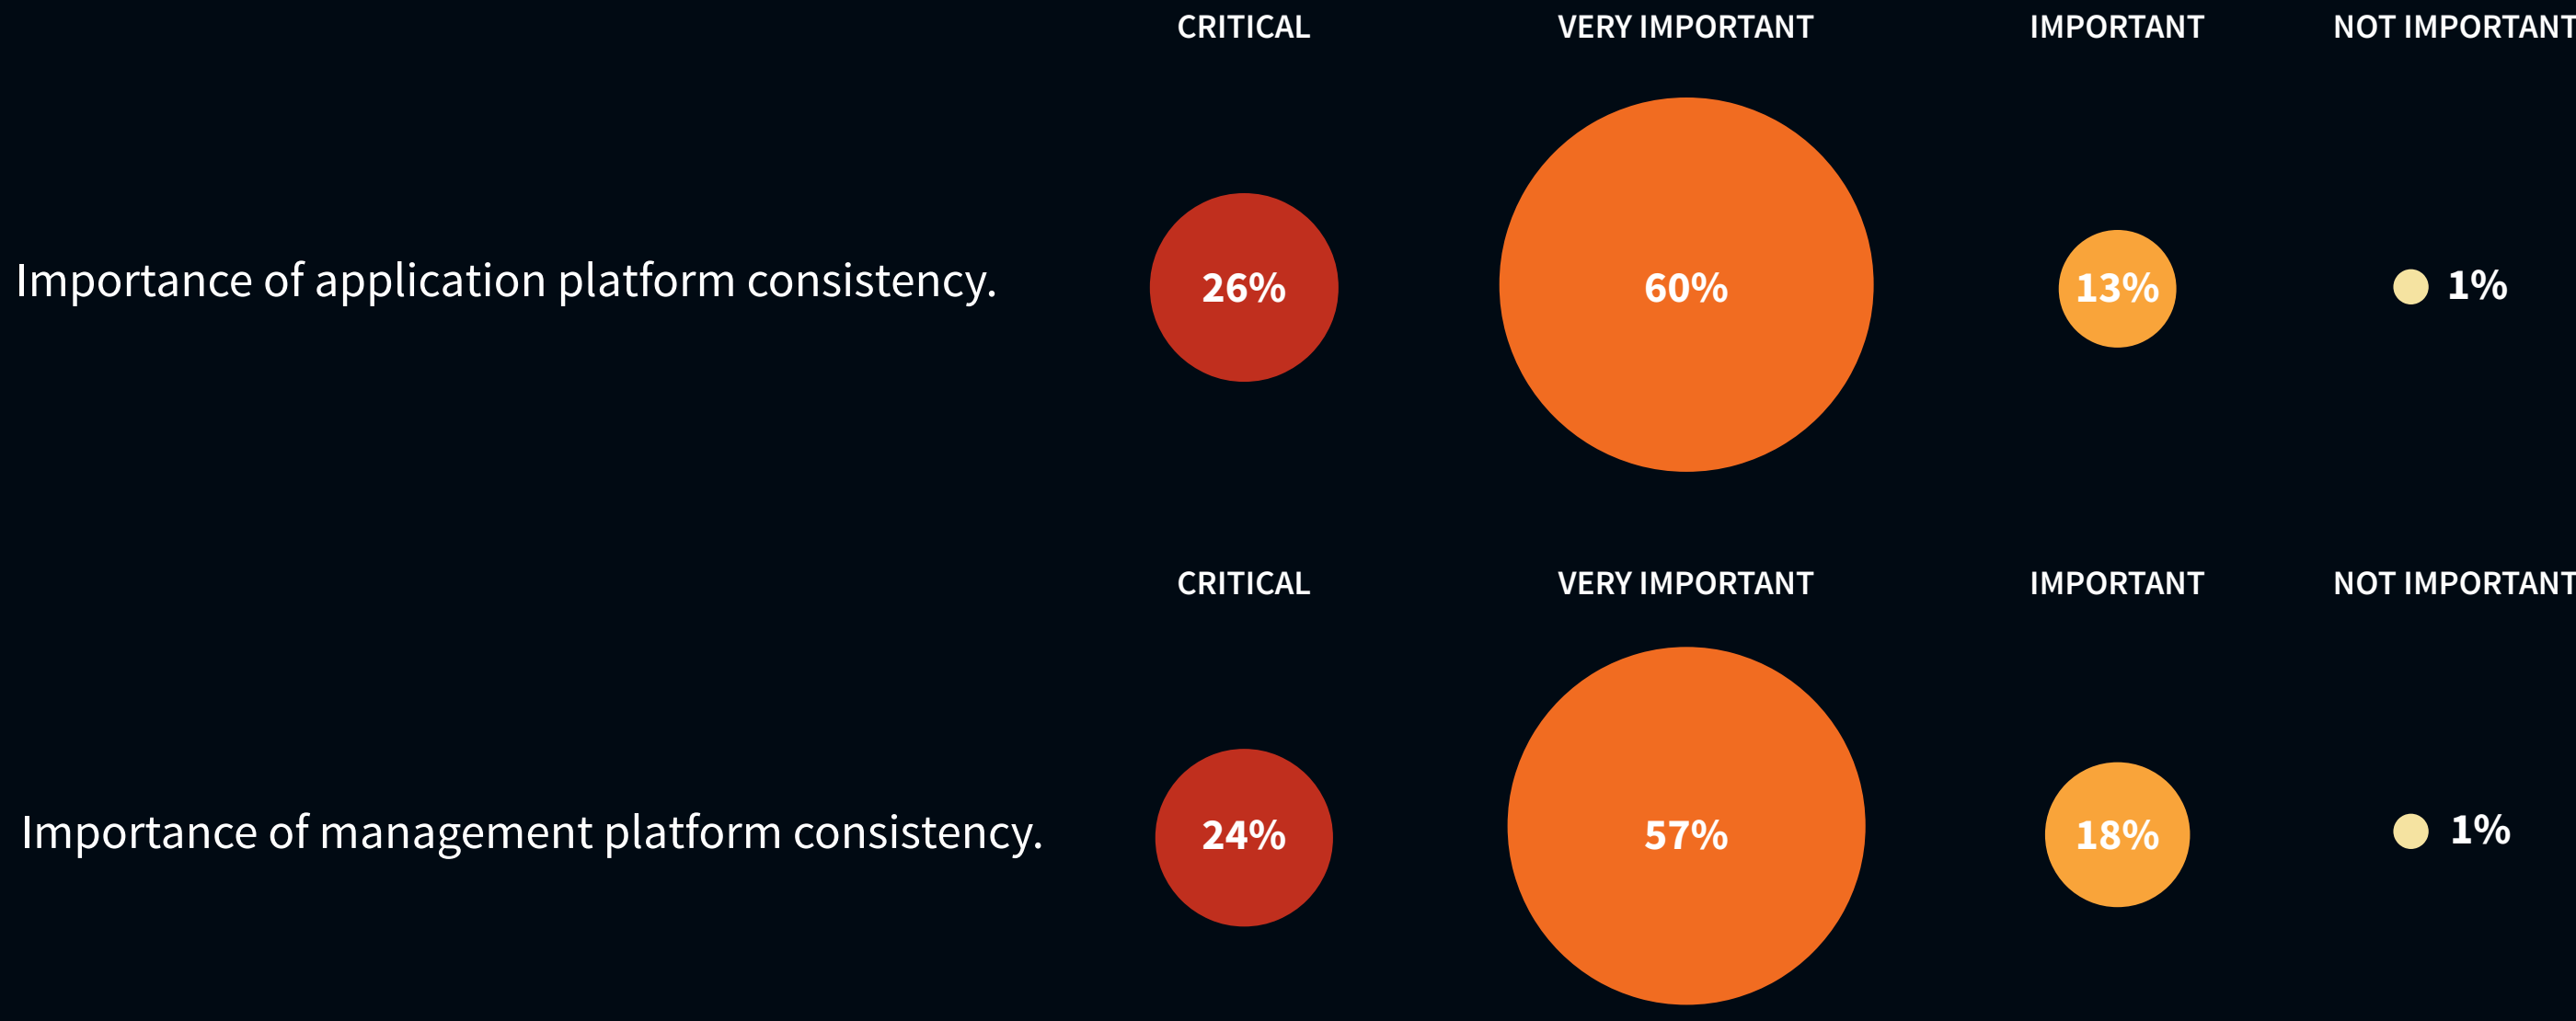 CRITICAL VERY IMPORTANT IMPORTANT NOT IMPORTANT
Importance of application platform consistency. 26% 60% 13% 1%
CRITICAL VERY IMPORTANT IMPORTANT NOT IMPORTANT
Importance of management platform consistency. 24% 57% 18% 1%